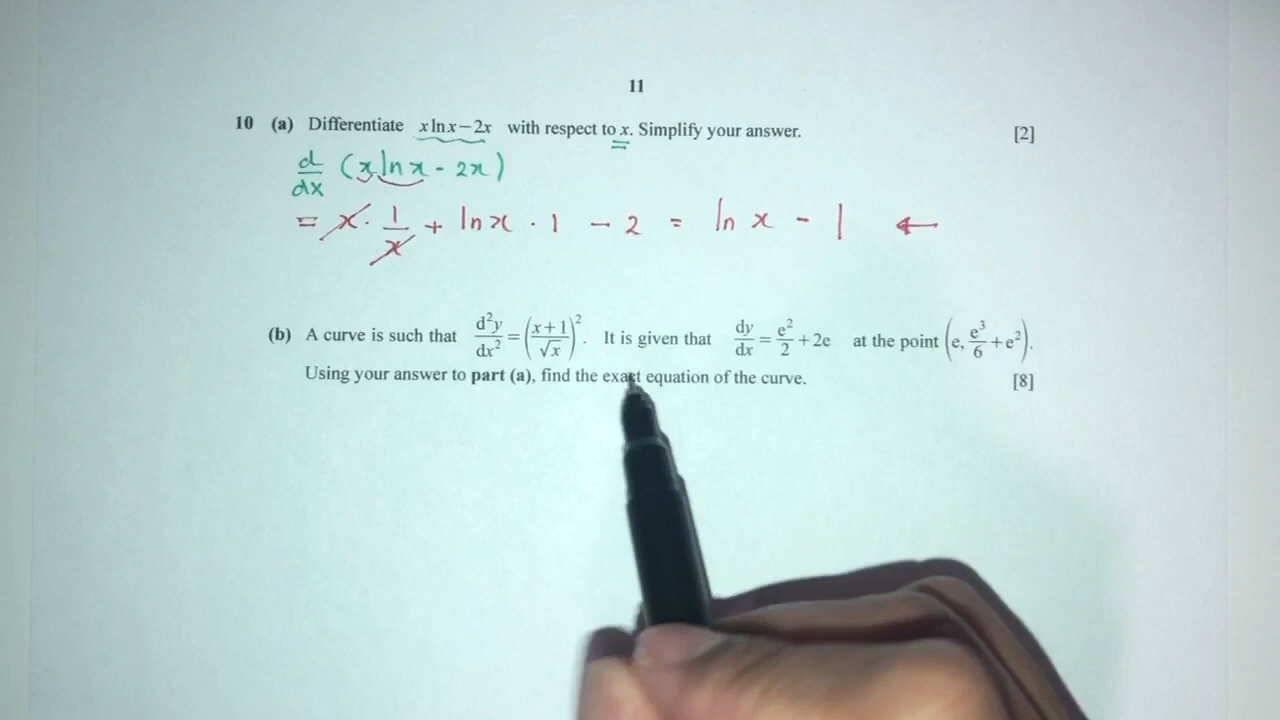 11
10 (a) Differentiate x ln x − 2x with respect to x. Simplify your answer. [2]
d/dx (x ln x - 2x)
= x · 1/x + ln x · 1 - 2 = ln x - 1 ←
(b) A curve is such that d²y/dx² = ((x+1)/√x)². It is given that dy/dx = e²/2 + 2e at the point (e, e³/6 + e²).
Using your answer to part (a), find the exact equation of the curve. [8]